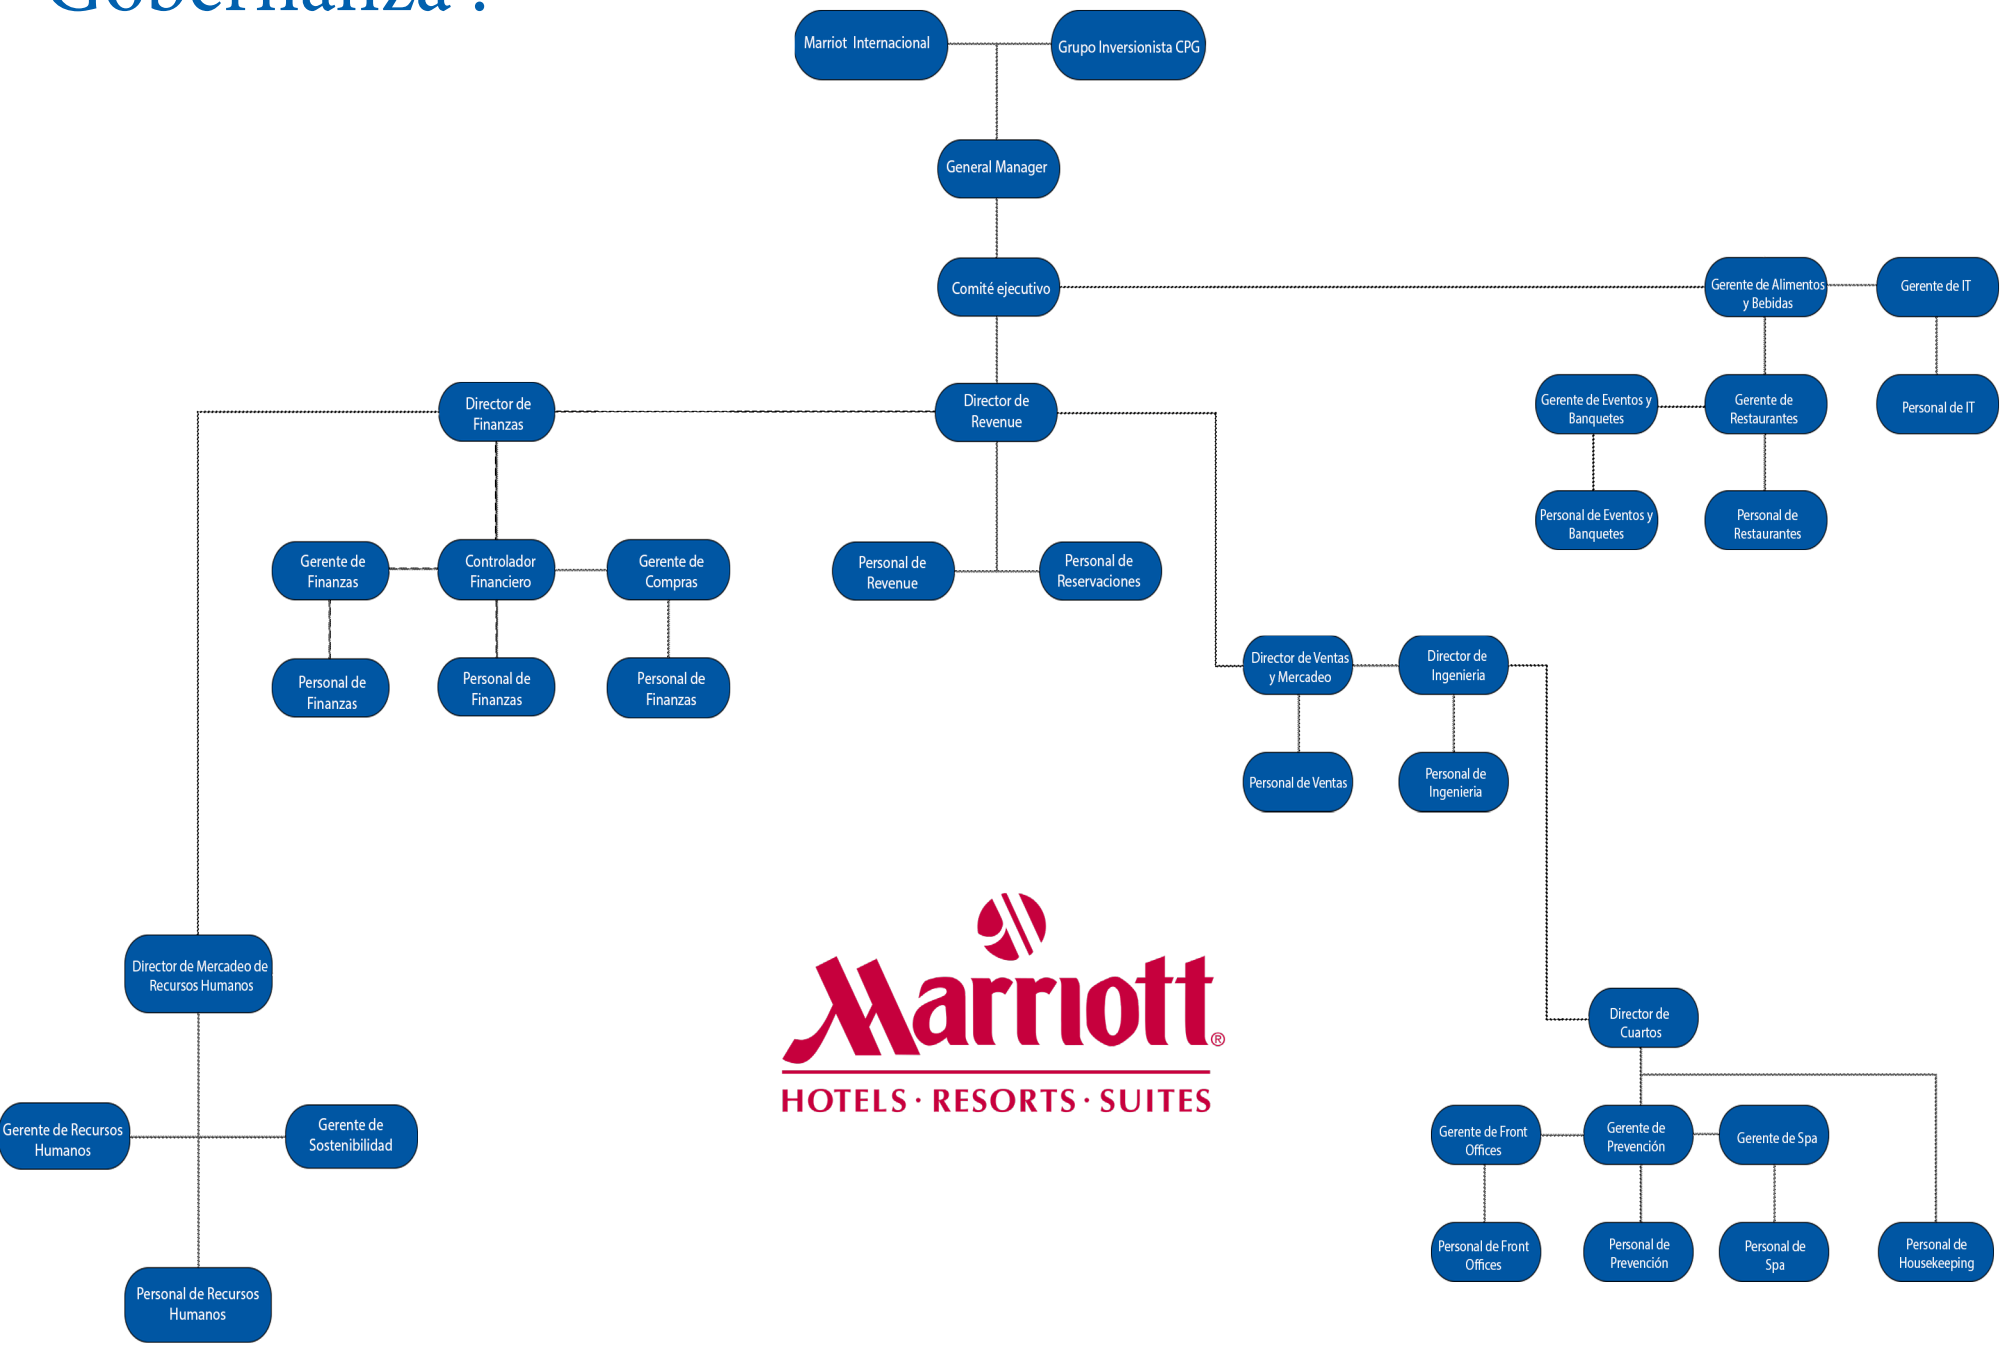 Gobernanza :
Marriot Internacional
Grupo Inversionista CPG
General Manager
Comité ejecutivo
Gerente de Alimentos
y Bebidas
Gerente de IT
Director de
Finanzas
Director de
Revenue
Gerente de Eventos y
Banquetes
Gerente de
Restaurantes
Personal de IT
Personal de Eventos y
Banquetes
Personal de
Restaurantes
Gerente de
Finanzas
Controlador
Financiero
Gerente de
Compras
Personal de
Revenue
Personal de
Reservaciones
Personal de
Finanzas
Personal de
Finanzas
Personal de
Finanzas
Director de Ventas
y Mercadeo
Director de
Ingenieria
Personal de Ventas
Personal de
Ingenieria
Director de Mercadeo de
Recursos Humanos
Marriott®
HOTELS · RESORTS · SUITES
Director de
Cuartos
Gerente de Recursos
Humanos
Gerente de
Sostenibilidad
Gerente de Front
Offices
Gerente de
Prevención
Gerente de Spa
Personal de Front
Offices
Personal de
Prevención
Personal de
Spa
Personal de
Housekeeping
Personal de Recursos
Humanos